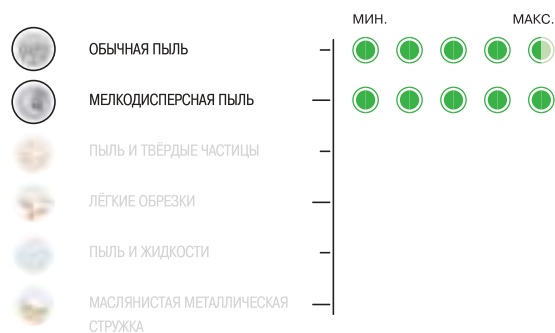 МИН. МАКС.
ОБЫЧНАЯ ПЫЛЬ
МЕЛКОДИСПЕРСНАЯ ПЫЛЬ
ПЫЛЬ И ТВЁРДЫЕ ЧАСТИЦЫ
ЛЁГКИЕ ОБРЕЗКИ
ПЫЛЬ И ЖИДКОСТИ
МАСЛЯНИСТАЯ МЕТАЛЛИЧЕСКАЯ
СТРУЖКА